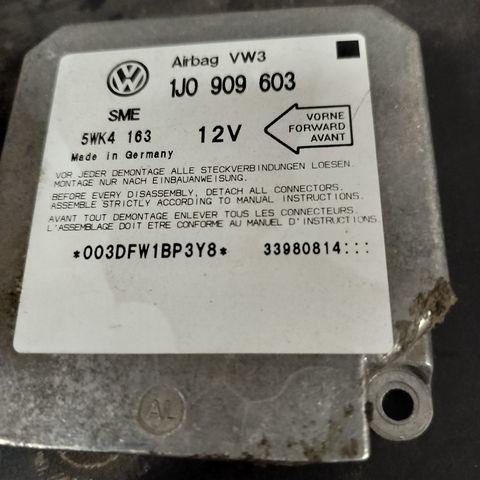 Airbag VW3
1J0 909 603
SME
5WK4 163
12V
VORNE
FORWARD
AVANT
Made in Germany
VOR JEDER DEMONTAGE ALLE STECKVERBINDUNGEN LOESEN.
MONTAGE NUR NACH EINBAUANWEISUNG.
BEFORE EVERY DISASSEMBLY, DETACH ALL CONNECTORS.
ASSEMBLE STRICTLY ACCORDING TO MANUAL INSTRUCTIONS.
AVANT TOUT DEMONTAGE ENLEVER TOUS LES CONNECTEURS.
L'ASSEMBLAGE DOIT ETRE CONFORME AU MANUEL D'INSTRUCTIONS.
*003DFW1BP3Y8* 33980814:::
AL